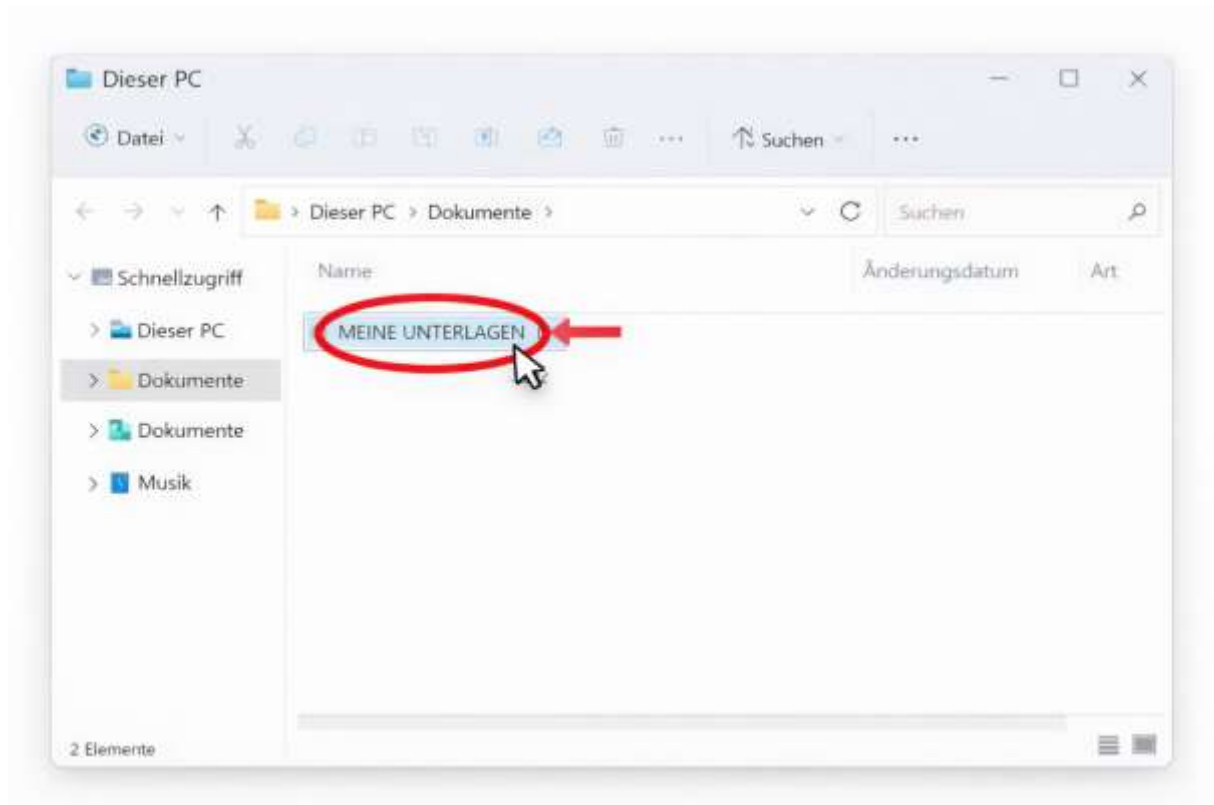 Dieser PC
Datei
Suchen
Dieser PC > Dokumente >
Suchen
Schnellzugriff
Dieser PC
Dokumente
Dokumente
Musik
Name
Änderungsdatum
Art
MEINE UNTERLAGEN
2 Elemente